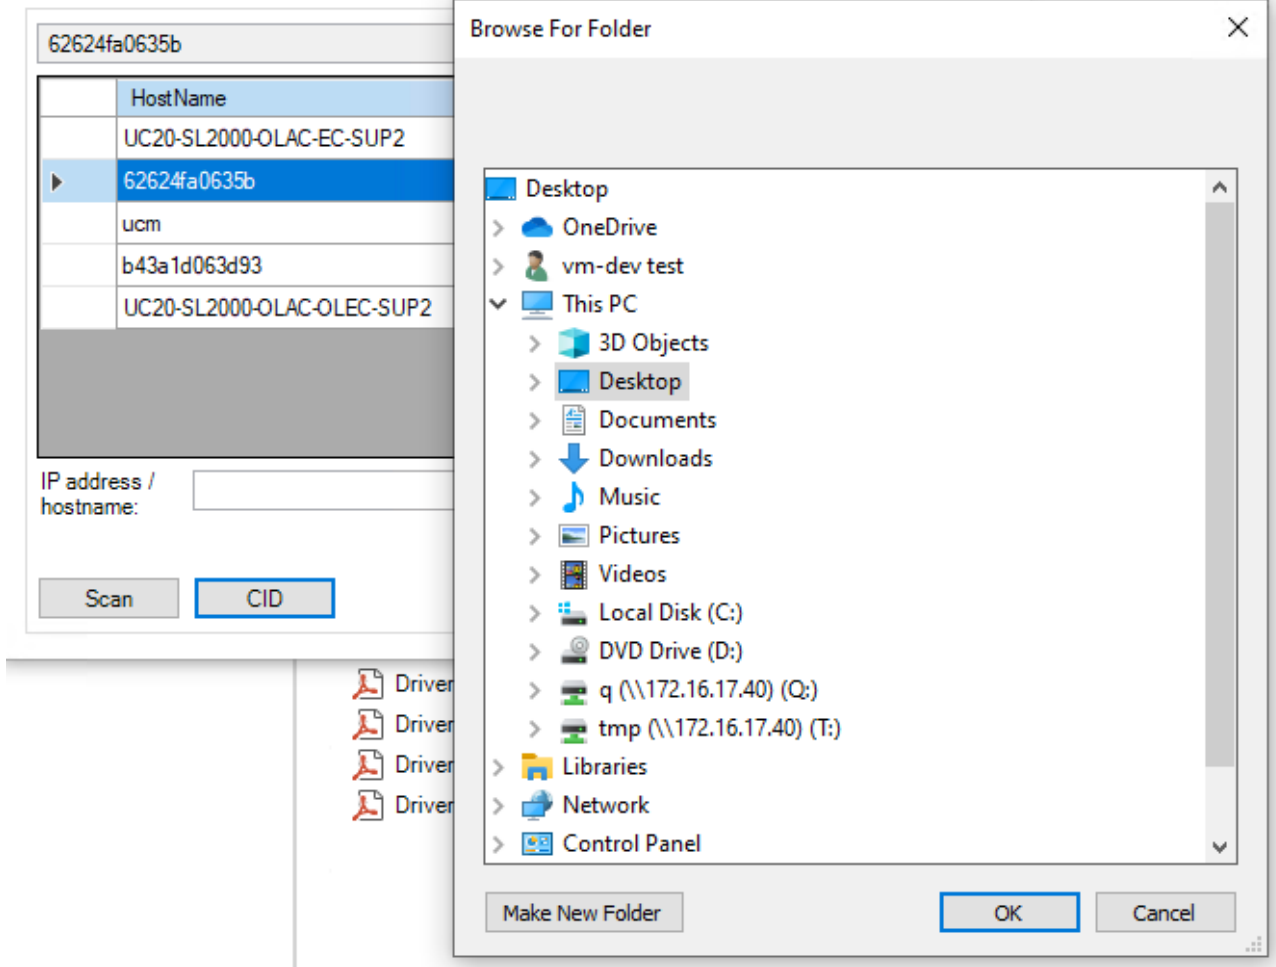 62624fa0635b
HostName
UC20-SL2000-OLAC-EC-SUP2
62624fa0635b
ucm
b43a1d063d93
UC20-SL2000-OLAC-OLEC-SUP2
IP address /
hostname:
Scan
CID
Driver
Driver
Driver
Driver
Browse For Folder
Desktop
OneDrive
vm-dev test
This PC
3D Objects
Desktop
Documents
Downloads
Music
Pictures
Videos
Local Disk (C:)
DVD Drive (D:)
q (\\172.16.17.40) (Q:)
tmp (\\172.16.17.40) (T:)
Libraries
Network
Control Panel
Make New Folder
OK
Cancel